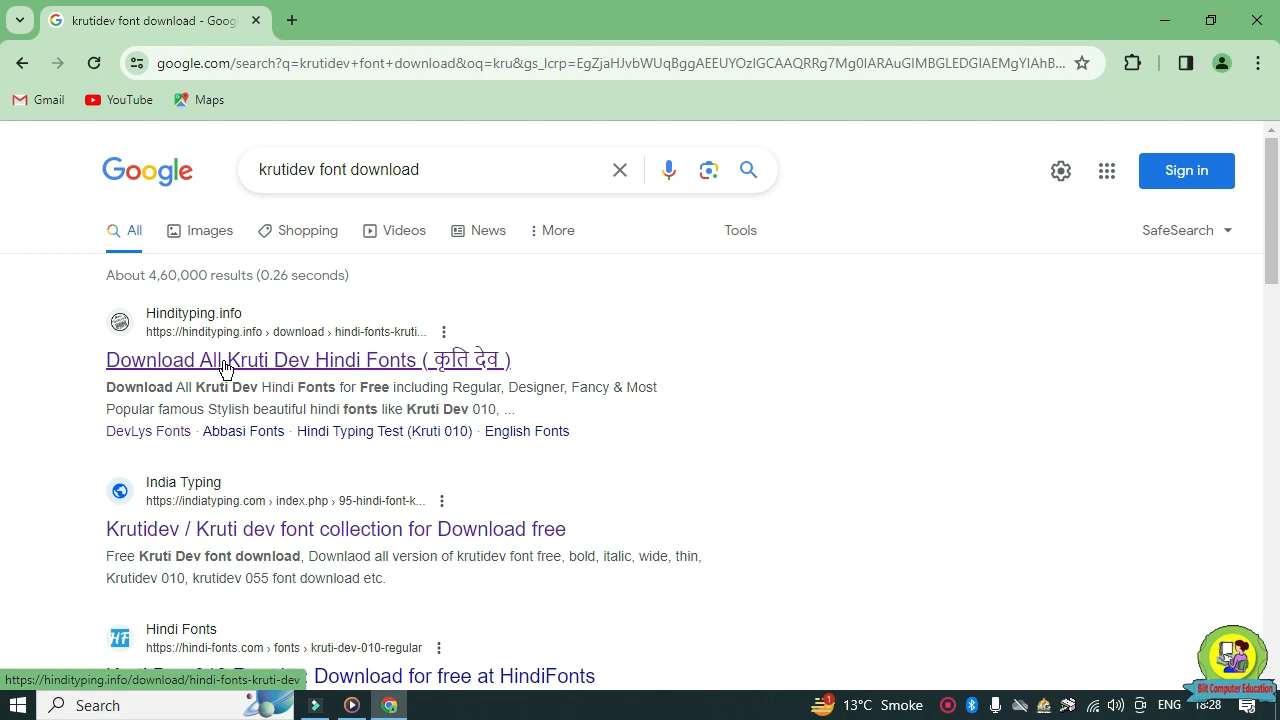 krutidev font download - Goog
google.com/search?q=krutidev+font+download&oq=kru&gs_lcrp=EgZjaHJvbWUqBggAEEUYOzIGCAAQRRg7Mg0IARAuGIMBGLEDGIAEMgYIAhB...
Gmail YouTube Maps
Google krutidev font download Sign in
All Images Shopping Videos News More Tools SafeSearch
About 4,60,000 results (0.26 seconds)
Hindityping.info
https://hindityping.info › download › hindi-fonts-kruti...
Download All Kruti Dev Hindi Fonts ( कृति देव )
Download All Kruti Dev Hindi Fonts for Free including Regular, Designer, Fancy & Most
Popular famous Stylish beautiful hindi fonts like Kruti Dev 010, ...
DevLys Fonts · Abbasi Fonts · Hindi Typing Test (Kruti 010) · English Fonts
India Typing
https://indiatyping.com › index.php › 95-hindi-font-k...
Krutidev / Kruti dev font collection for Download free
Free Kruti Dev font download, Downlaod all version of krutidev font free, bold, italic, wide, thin,
Krutidev 010, krutidev 055 font download etc.
HF Hindi Fonts
https://hindi-fonts.com › fonts › kruti-dev-010-regular
: Download for free at HindiFonts
https://hindityping.info/download/hindi-fonts-kruti-dev
Biit Computer Education
Search 1 13°C Smoke ENG 18:28